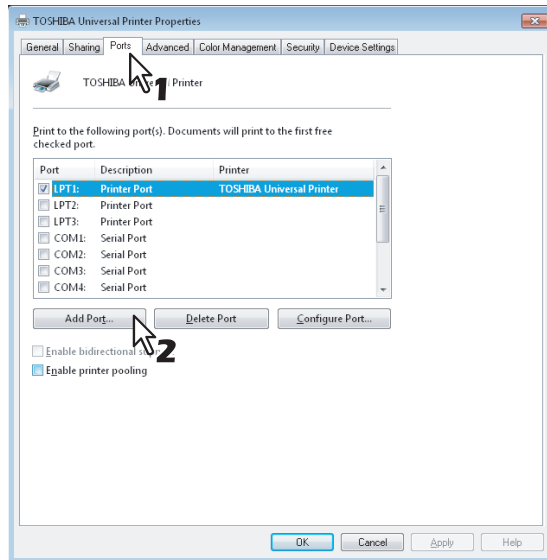 TOSHIBA Universal Printer Properties
General Sharing Ports Advanced Color Management Security Device Settings
1
TOSHIBA Printer
Print to the following port(s). Documents will print to the first free
checked port.
Port Description Printer
LPT1: Printer Port TOSHIBA Universal Printer
LPT2: Printer Port
LPT3: Printer Port
COM1: Serial Port
COM2: Serial Port
COM3: Serial Port
COM4: Serial Port
Add Port... Delete Port Configure Port...
2
Enable bidirectional
Enable printer pooling
OK Cancel Apply Help